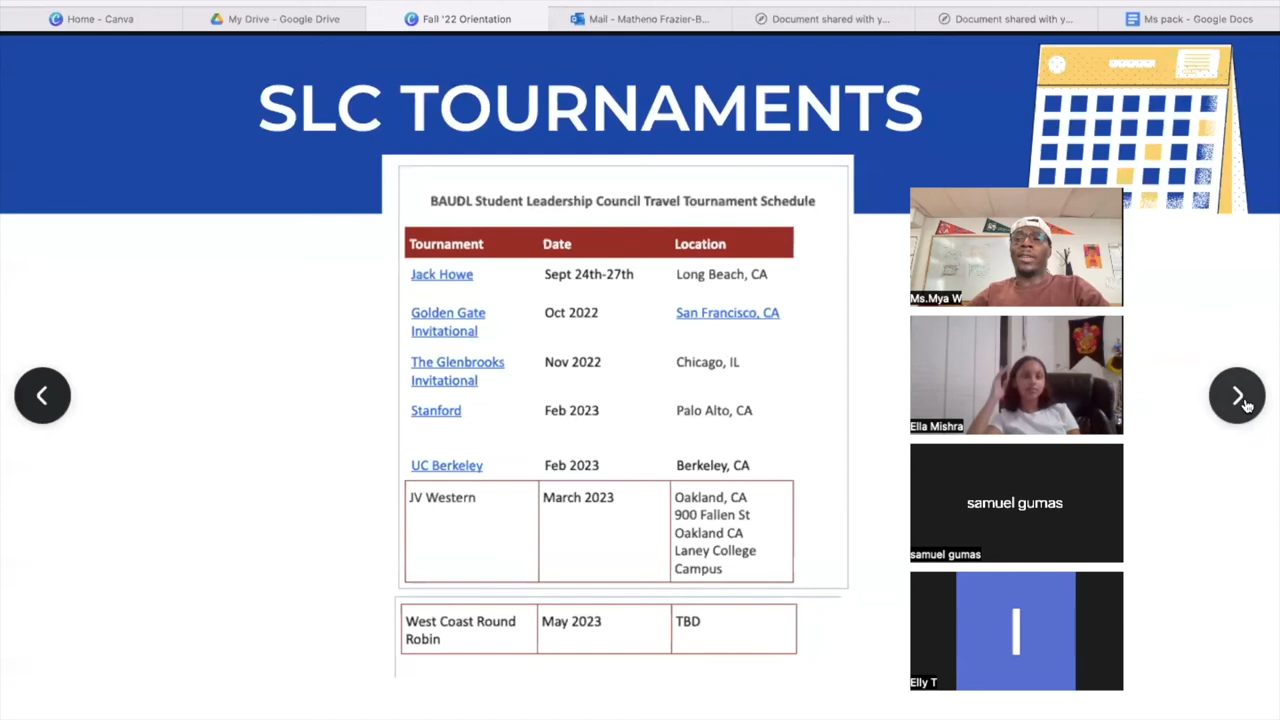 Home - Canva
My Drive - Google Drive
Fall '22 Orientation
Mail - Matheno Frazier-B...
Document shared with y...
Document shared with y...
Ms pack - Google Docs
SLC TOURNAMENTS
BAUDL Student Leadership Council Travel Tournament Schedule
Tournament Date Location
Jack Howe Sept 24th-27th Long Beach, CA
Golden Gate Oct 2022 San Francisco, CA
Invitational
The Glenbrooks Nov 2022 Chicago, IL
Invitational
Stanford Feb 2023 Palo Alto, CA
UC Berkeley Feb 2023 Berkeley, CA
JV Western March 2023 Oakland, CA
900 Fallen St
Oakland CA
Laney College
Campus
West Coast Round May 2023 TBD
Robin
Ms.Mya W
Ella Mishra
samuel gumas
samuel gumas
I
Elly T